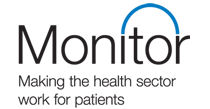 Monitor
Making the health sector
work for patients